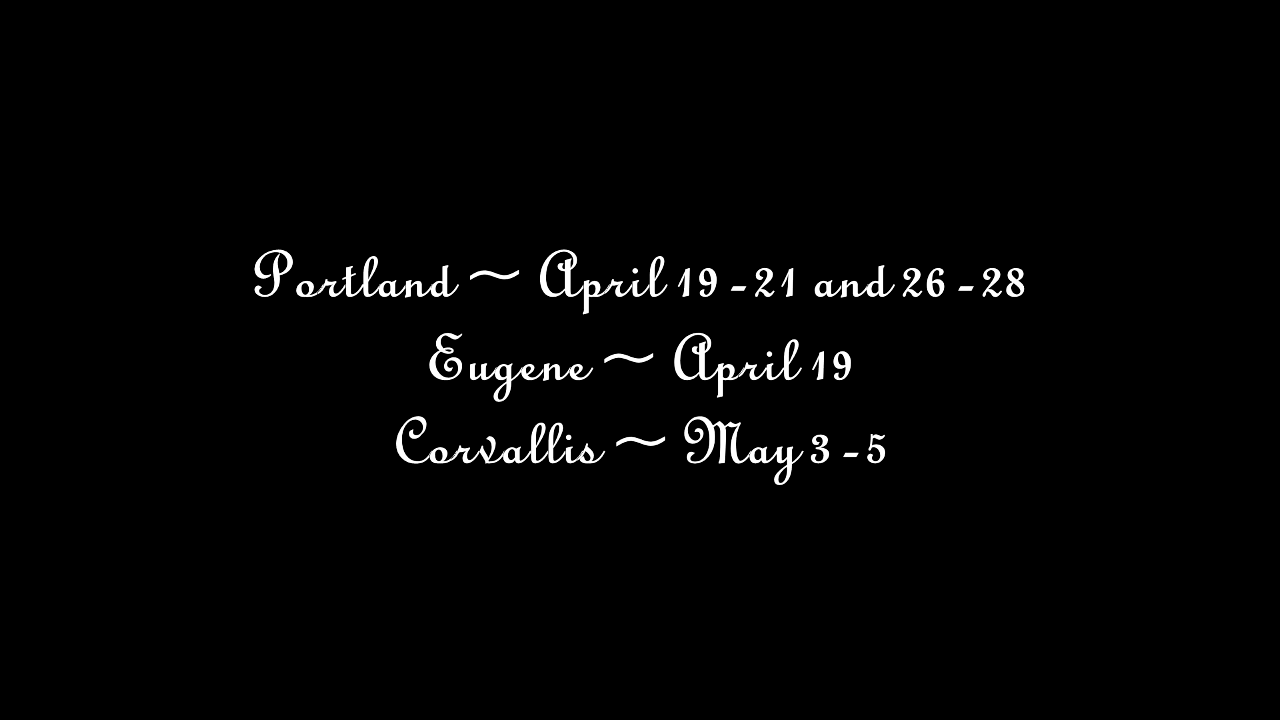 Portland ~ April 19 - 21 and 26 - 28
Eugene ~ April 19
Corvallis ~ May 3 - 5